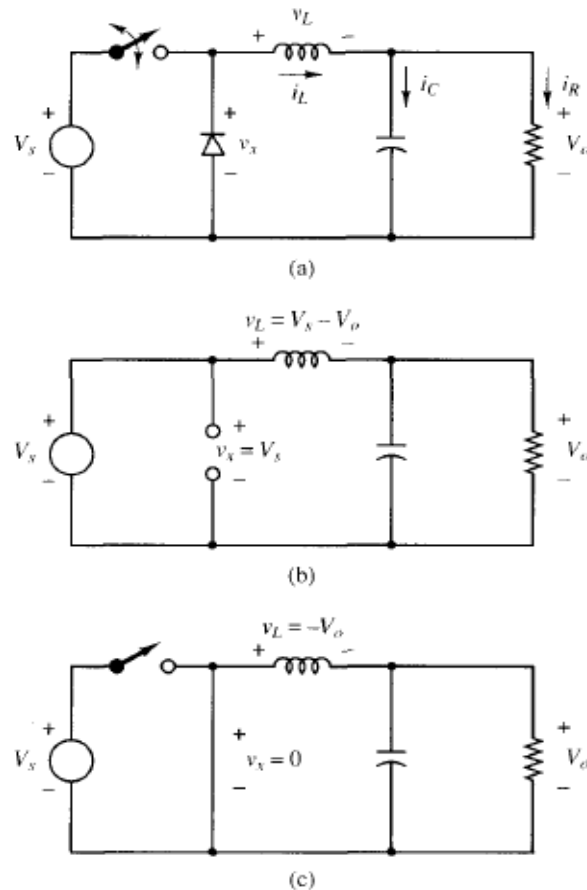 v_L
+ −
i_L
i_C
i_R
+
V_s
−
+
v_x
−
+
V_o
−
(a)
v_L = V_s − V_o
+ −
+
V_s
−
+
v_x = V_s
−
+
V_o
−
(b)
v_L = −V_o
+ −
+
V_s
−
+
v_x = 0
−
+
V_o
−
(c)